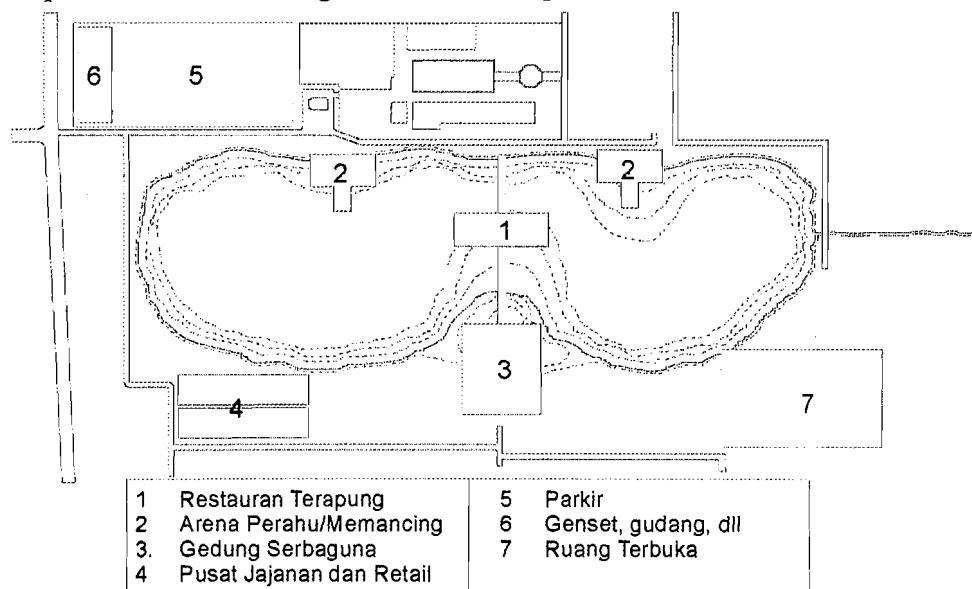 6
5
2
2
1
3
4
7
1 Restauran Terapung
2 Arena Perahu/Memancing
3. Gedung Serbaguna
4 Pusat Jajanan dan Retail
5 Parkir
6 Genset, gudang, dll
7 Ruang Terbuka